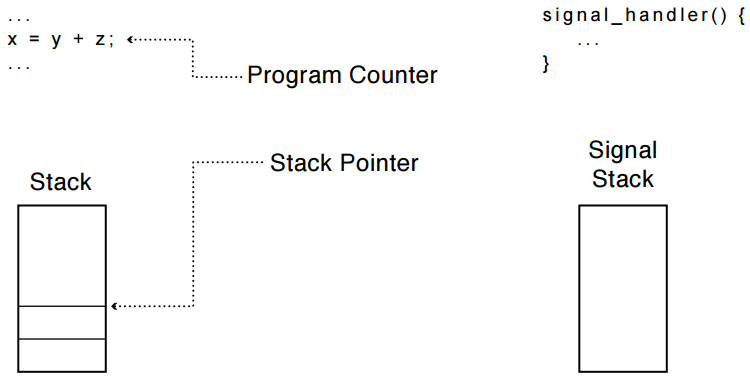 ...
x = y + z;
...
Program Counter
signal_handler() {
...
}
Stack Pointer
Stack
Signal
Stack